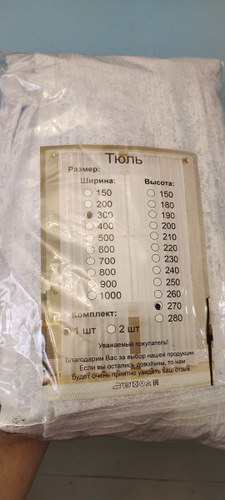 Тюль
Размер:
Ширина: Высота:
150 150
200 180
300 190
400 200
500 210
600 220
700 230
800 240
900 250
1000 260
270
Комплект: 280
1 шт 2 шт
Уважаемый покупатель!
Благодарим Вас за выбор нашей продукции.
Если вы остались довольны, то нам
будет очень приятно увидеть ваш отзыв.